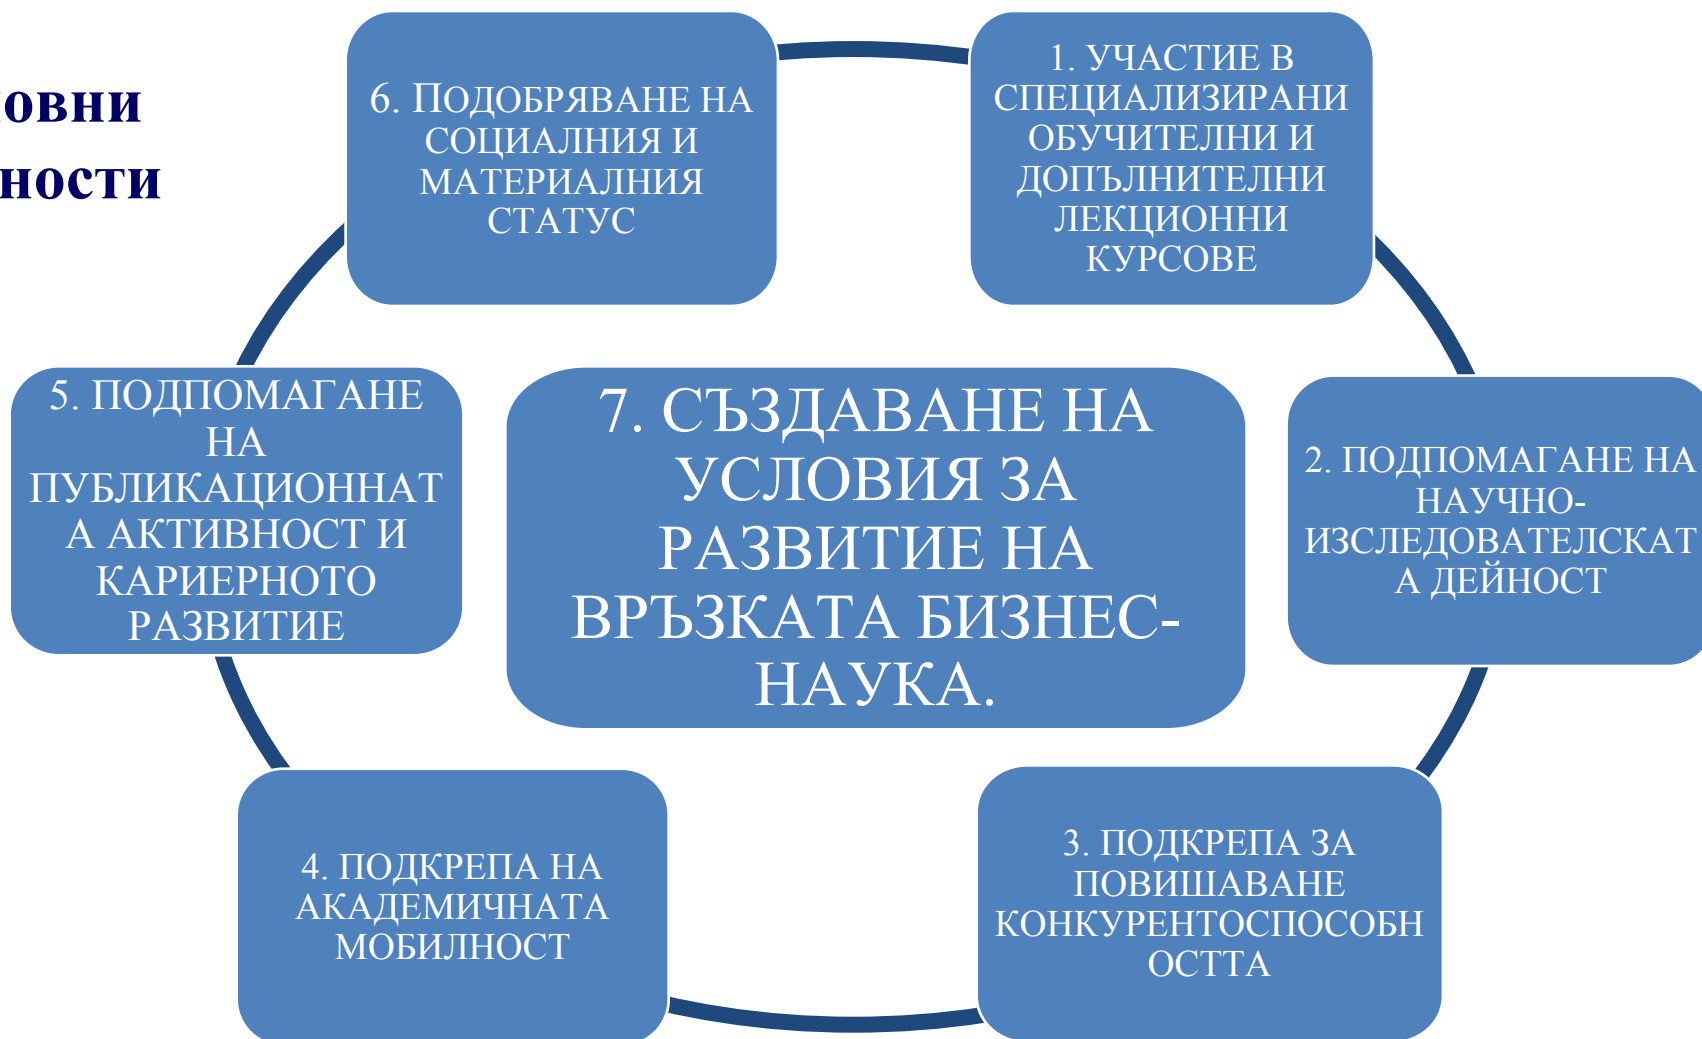 овни
ности
6. ПОДОБРЯВАНЕ НА
СОЦИАЛНИЯ И
МАТЕРИАЛНИЯ
СТАТУС
1. УЧАСТИЕ В
СПЕЦИАЛИЗИРАНИ
ОБУЧИТЕЛНИ И
ДОПЪЛНИТЕЛНИ
ЛЕКЦИОННИ
КУРСОВЕ
5. ПОДПОМАГАНЕ
НА
ПУБЛИКАЦИОННАТ
А АКТИВНОСТ И
КАРИЕРНОТО
РАЗВИТИЕ
7. СЪЗДАВАНЕ НА
УСЛОВИЯ ЗА
РАЗВИТИЕ НА
ВРЪЗКАТА БИЗНЕС-
НАУКА.
2. ПОДПОМАГАНЕ НА
НАУЧНО-
ИЗСЛЕДОВАТЕЛСКАТ
А ДЕЙНОСТ
4. ПОДКРЕПА НА
АКАДЕМИЧНАТА
МОБИЛНОСТ
3. ПОДКРЕПА ЗА
ПОВИШАВАНЕ
КОНКУРЕНТОСПОСОБН
ОСТТА